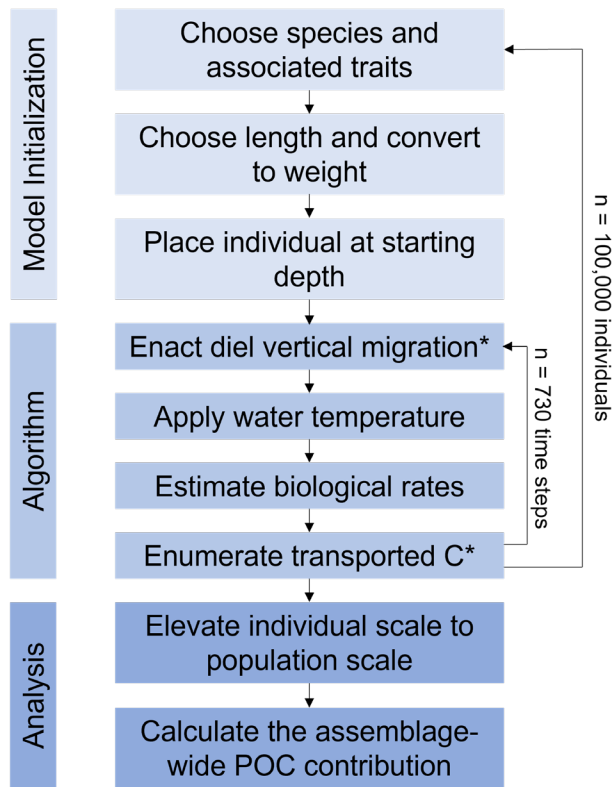 Model Initialization
Choose species and
associated traits
Choose length and convert
to weight
Place individual at starting
depth
Algorithm
Enact diel vertical migration*
Apply water temperature
Estimate biological rates
Enumerate transported C*
n = 730 time
steps
n = 100,000 individuals
Analysis
Elevate individual scale to
population scale
Calculate the assemblage-
wide POC contribution